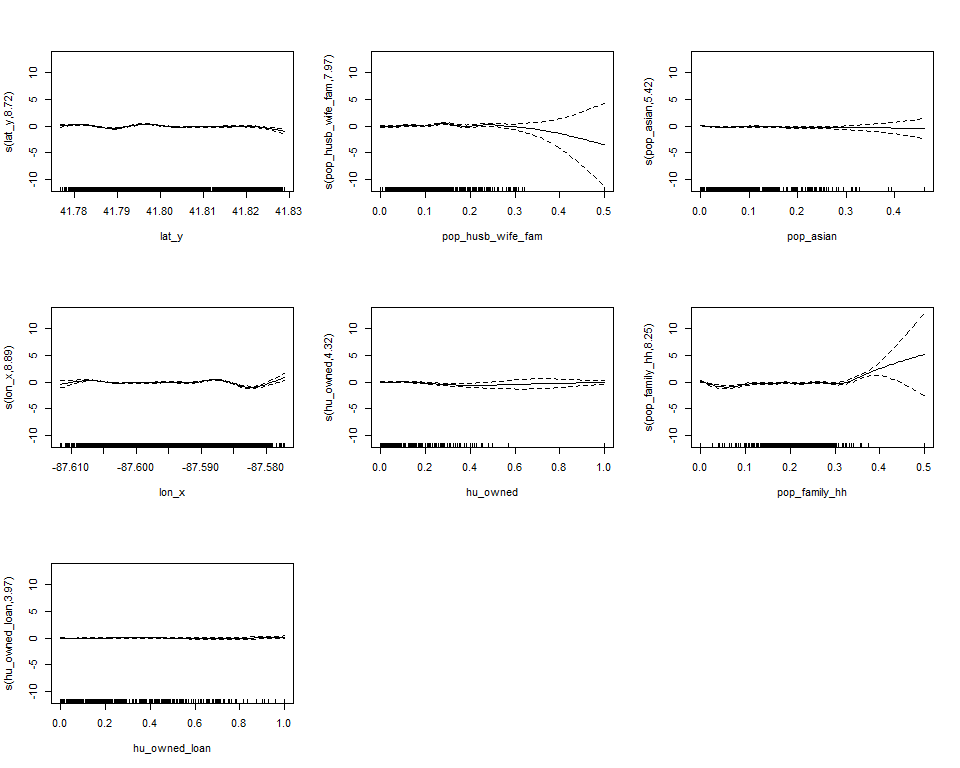 s(lat_y,8.72)
10
5
0
-5
-10
41.78 41.79 41.80 41.81 41.82 41.83
lat_y
s(pop_husb_wife_fam,7.97)
10
5
0
-5
-10
0.0 0.1 0.2 0.3 0.4 0.5
pop_husb_wife_fam
s(pop_asian,5.42)
10
5
0
-5
-10
0.0 0.1 0.2 0.3 0.4
pop_asian
s(lon_x,8.89)
10
5
0
-5
-10
-87.610 -87.600 -87.590 -87.580
lon_x
s(hu_owned,4.32)
10
5
0
-5
-10
0.0 0.2 0.4 0.6 0.8 1.0
hu_owned
s(pop_family_hh,8.25)
10
5
0
-5
-10
0.0 0.1 0.2 0.3 0.4 0.5
pop_family_hh
s(hu_owned_loan,3.97)
10
5
0
-5
-10
0.0 0.2 0.4 0.6 0.8 1.0
hu_owned_loan